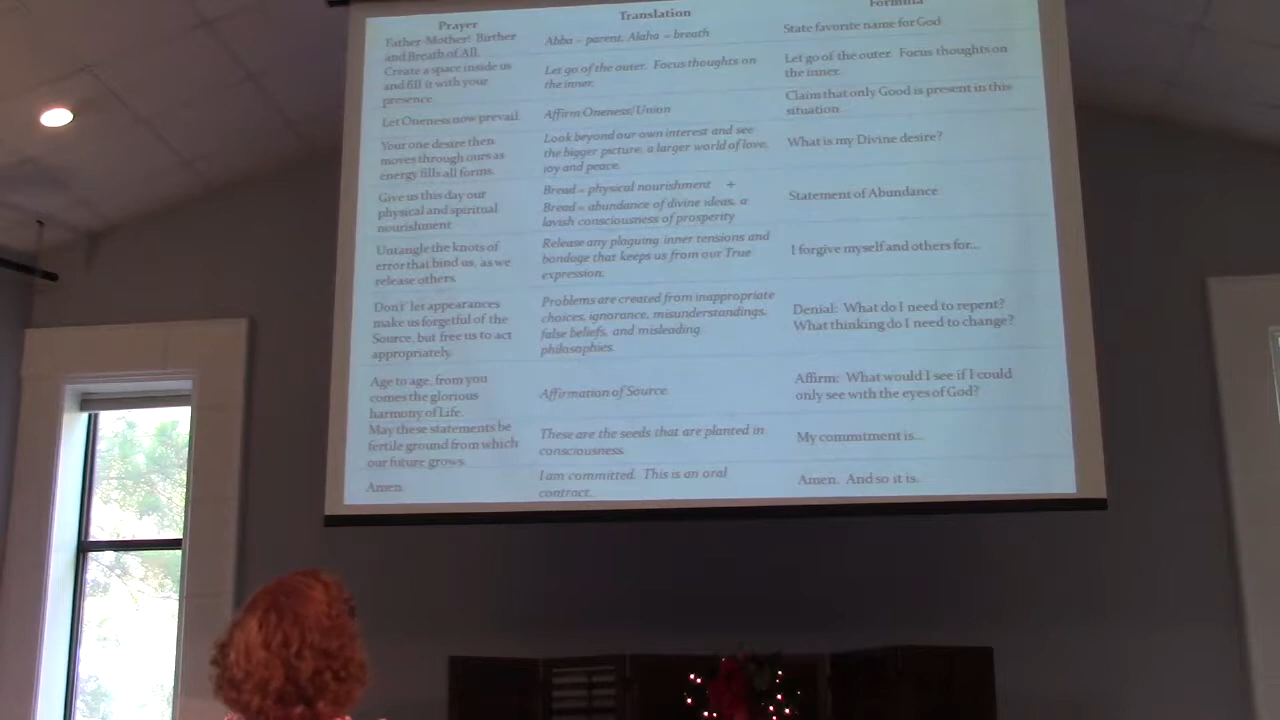 Prayer
Translation
Formula
Father-Mother! Birther
and Breath of All.
Abba – parent. Alaha – breath
State favorite name for God
Create a space inside us
and fill it with your
presence.
Let go of the outer. Focus thoughts on
the inner.
Let go of the outer. Focus thoughts on
the inner.
Let Oneness now prevail.
Affirm Oneness/Union
Claim that only Good is present in this
situation.
Your one desire then
moves through ours as
energy fills all forms.
Look beyond our own interest and see
the bigger picture, a larger world of love,
joy and peace.
What is my Divine desire?
Give us this day our
physical and spiritual
nourishment
Bread – physical nourishment +
Bread – abundance of divine ideas, a
lavish consciousness of prosperity
Statement of Abundance
Untangle the knots of
error that bind us, as we
release others.
Release any plaguing inner tensions and
bondage that keeps us from our True
expression.
I forgive myself and others for...
Don't let appearances
make us forgetful of the
Source, but free us to act
appropriately.
Problems are created from inappropriate
choices, ignorance, misunderstandings,
false beliefs, and misleading
philosophies.
Denial: What do I need to repent?
What thinking do I need to change?
Age to age, from you
comes the glorious
harmony of Life.
Affirmation of Source
Affirm: What would I see if I could
only see with the eyes of God?
May these statements be
fertile ground from which
our future grows.
These are the seeds that are planted in
consciousness.
My commitment is...
Amen.
I am committed. This is an oral
contract.
Amen. And so it is.